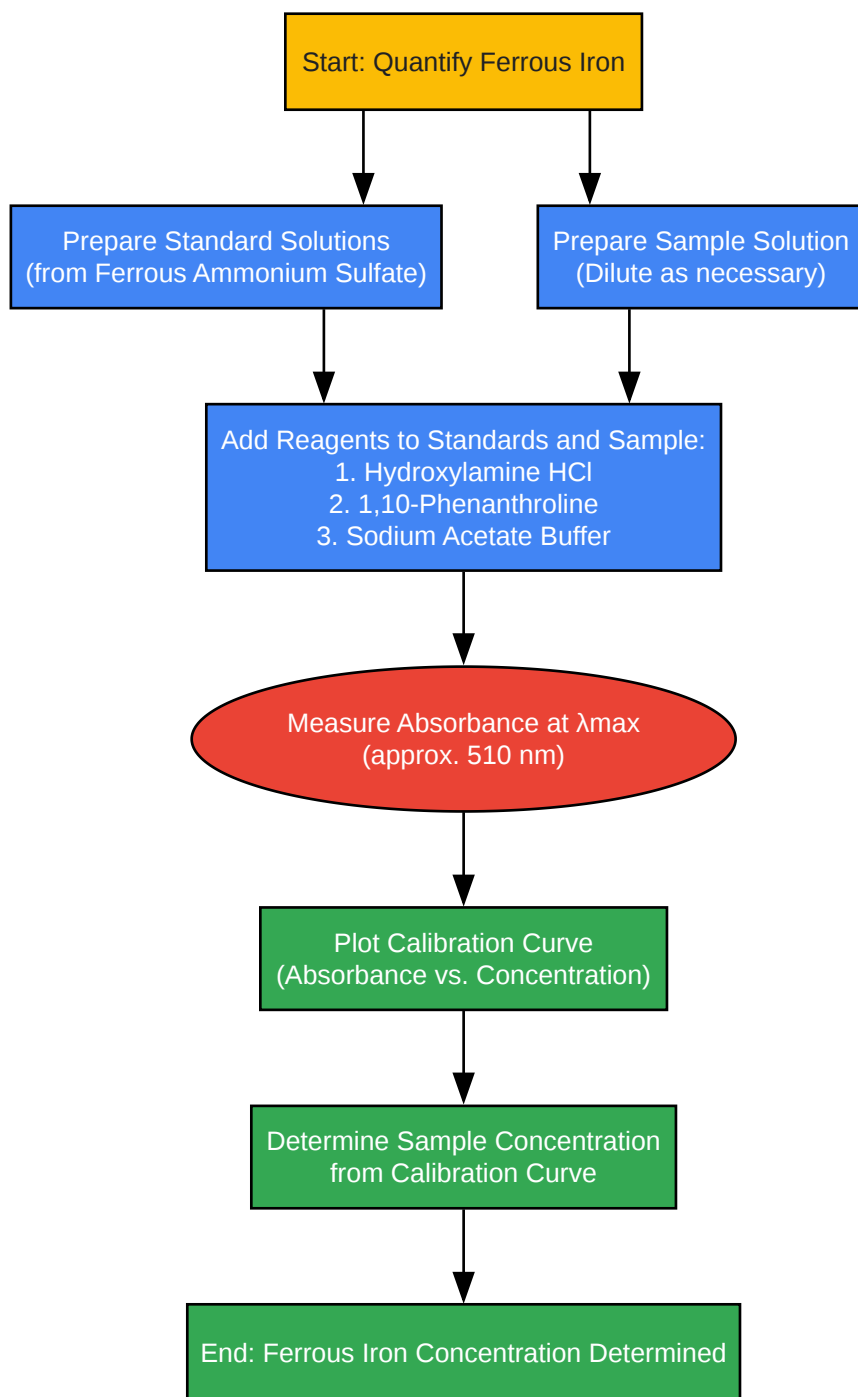 Start: Quantify Ferrous Iron
Prepare Standard Solutions
(from Ferrous Ammonium Sulfate)
Prepare Sample Solution
(Dilute as necessary)
Add Reagents to Standards and Sample:
1. Hydroxylamine HCl
2. 1,10-Phenanthroline
3. Sodium Acetate Buffer
Measure Absorbance at λmax
(approx. 510 nm)
Plot Calibration Curve
(Absorbance vs. Concentration)
Determine Sample Concentration
from Calibration Curve
End: Ferrous Iron Concentration Determined